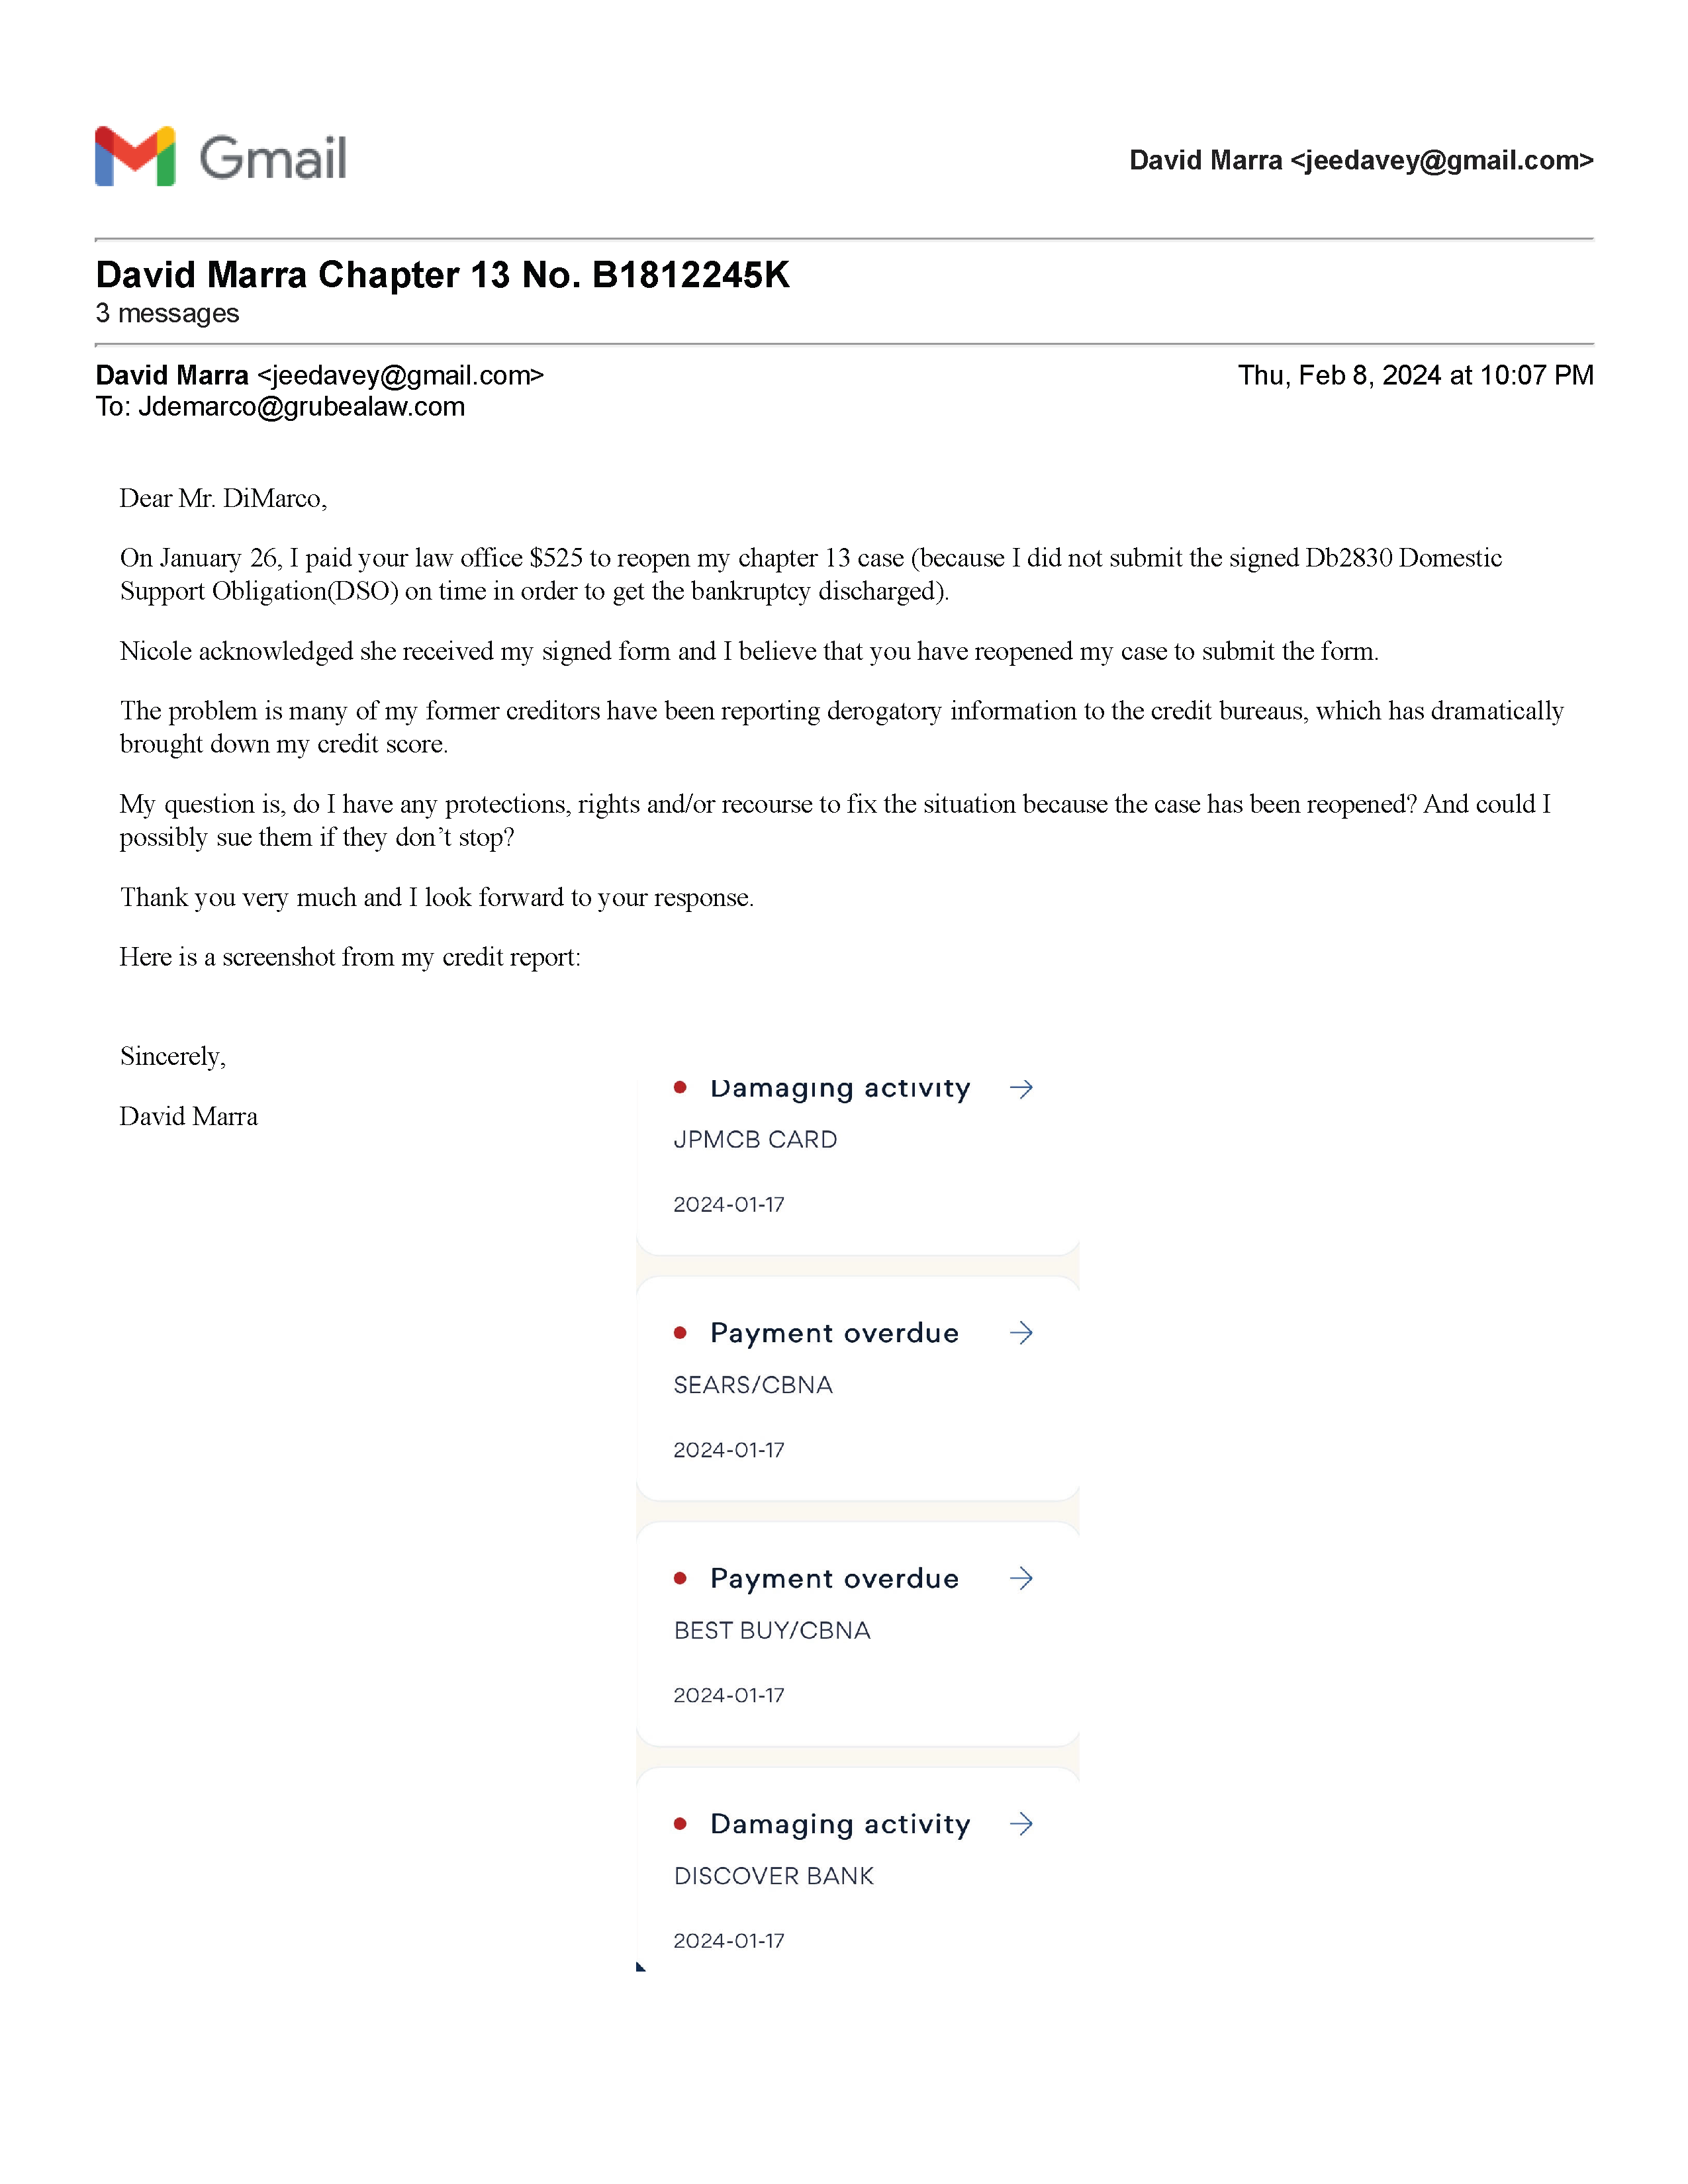 Gmail
David Marra <jeedavey@gmail.com>
David Marra Chapter 13 No. B1812245K
3 messages
David Marra <jeedavey@gmail.com>
Thu, Feb 8, 2024 at 10:07 PM
To: Jdemarco@grubealaw.com
Dear Mr. DiMarco,
On January 26, I paid your law office $525 to reopen my chapter 13 case (because I did not submit the signed Db2830 Domestic
Support Obligation(DSO) on time in order to get the bankruptcy discharged).
Nicole acknowledged she received my signed form and I believe that you have reopened my case to submit the form.
The problem is many of my former creditors have been reporting derogatory information to the credit bureaus, which has dramatically
brought down my credit score.
My question is, do I have any protections, rights and/or recourse to fix the situation because the case has been reopened? And could I
possibly sue them if they don’t stop?
Thank you very much and I look forward to your response.
Here is a screenshot from my credit report:
Sincerely,
David Marra
Damaging activity
JPMCB CARD
2024-01-17
Payment overdue
SEARS/CBNA
2024-01-17
Payment overdue
BEST BUY/CBNA
2024-01-17
Damaging activity
DISCOVER BANK
2024-01-17